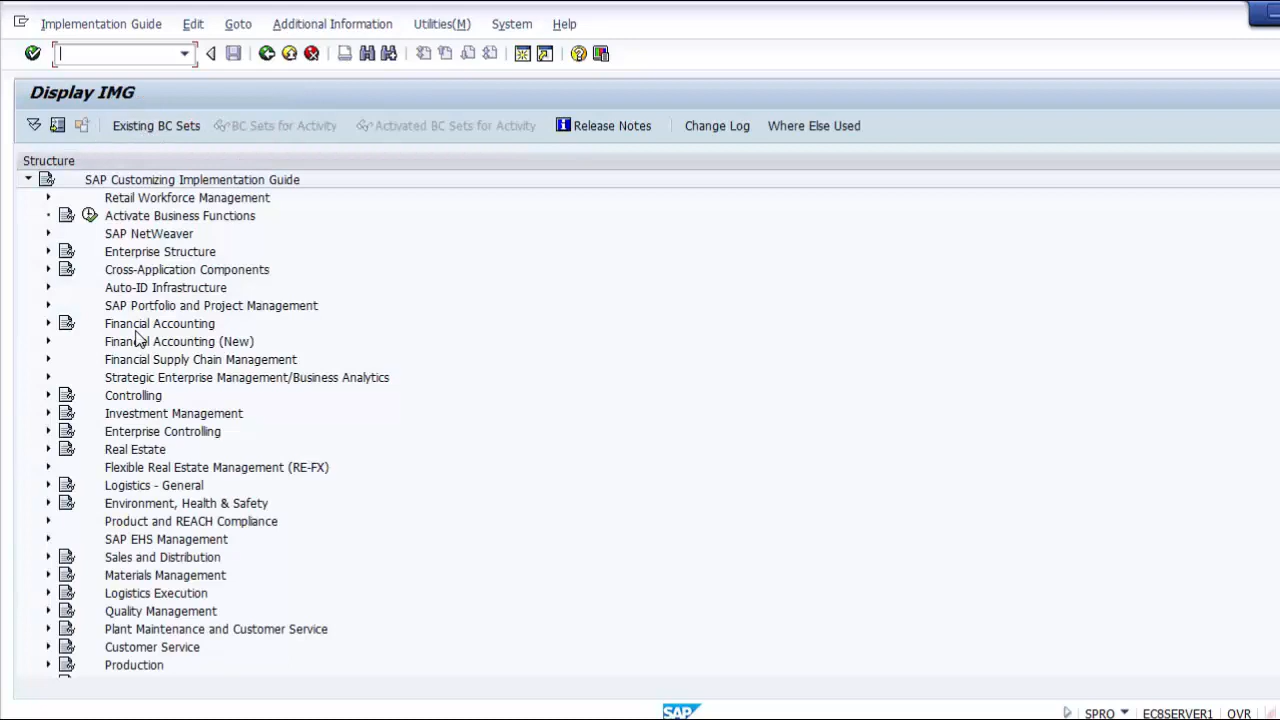 Implementation Guide Edit Goto Additional Information Utilities(M) System Help
Display IMG
Existing BC Sets BC Sets for Activity Activated BC Sets for Activity Release Notes Change Log Where Else Used
Structure
SAP Customizing Implementation Guide
Retail Workforce Management
Activate Business Functions
SAP NetWeaver
Enterprise Structure
Cross-Application Components
Auto-ID Infrastructure
SAP Portfolio and Project Management
Financial Accounting
Financial Accounting (New)
Financial Supply Chain Management
Strategic Enterprise Management/Business Analytics
Controlling
Investment Management
Enterprise Controlling
Real Estate
Flexible Real Estate Management (RE-FX)
Logistics - General
Environment, Health & Safety
Product and REACH Compliance
SAP EHS Management
Sales and Distribution
Materials Management
Logistics Execution
Quality Management
Plant Maintenance and Customer Service
Customer Service
Production
SAP SPRO EC8SERVER1 OVR